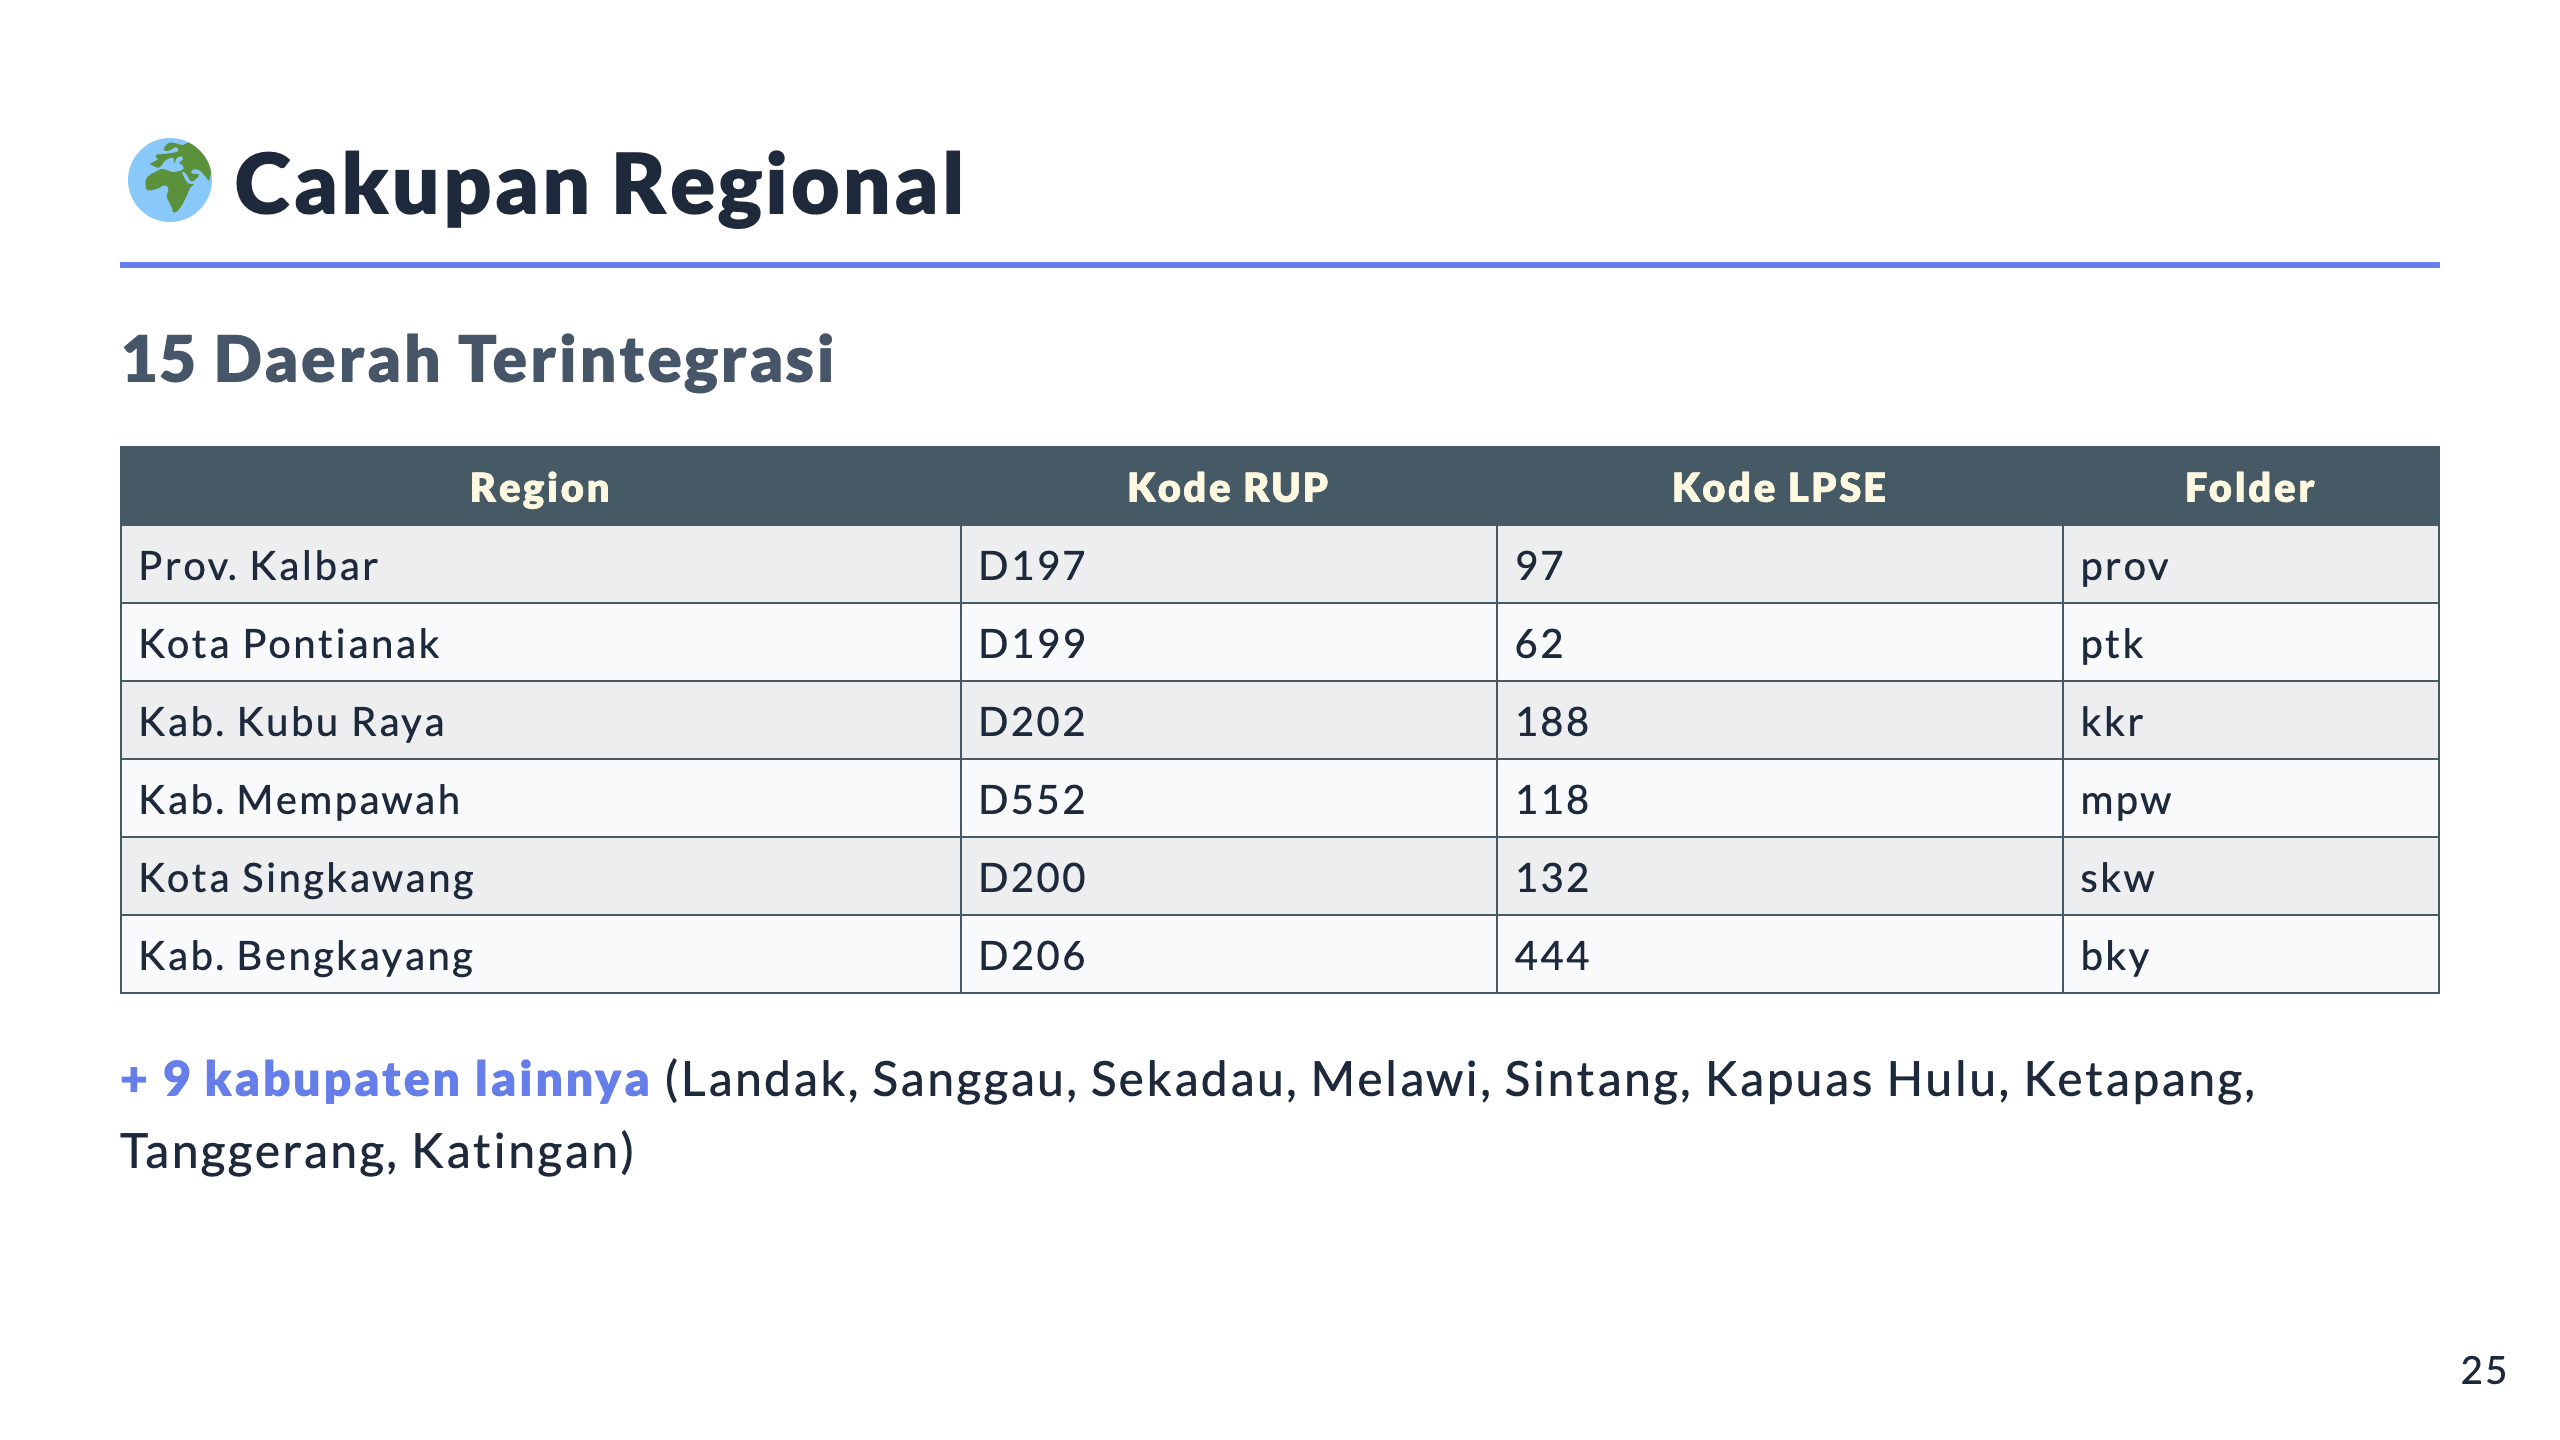 Cakupan Regional
15 Daerah Terintegrasi
Region Kode RUP Kode LPSE Folder
Prov. Kalbar D197 97 prov
Kota Pontianak D199 62 ptk
Kab. Kubu Raya D202 188 kkr
Kab. Mempawah D552 118 mpw
Kota Singkawang D200 132 skw
Kab. Bengkayang D206 444 bky
+ 9 kabupaten lainnya (Landak, Sanggau, Sekadau, Melawi, Sintang, Kapuas Hulu, Ketapang,
Tanggerang, Katingan)
25